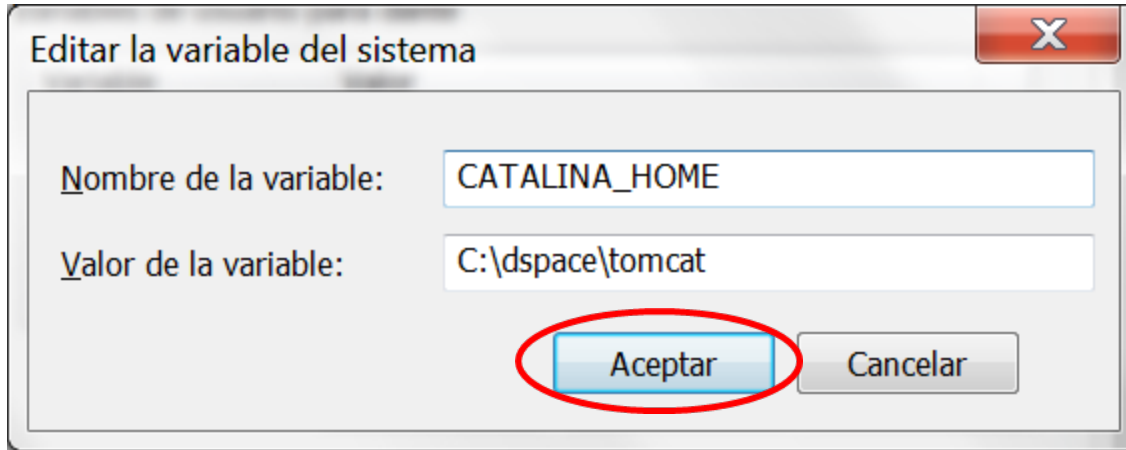 Editar la variable del sistema
Nombre de la variable: CATALINA_HOME
Valor de la variable: C:\dspace\tomcat
Aceptar Cancelar